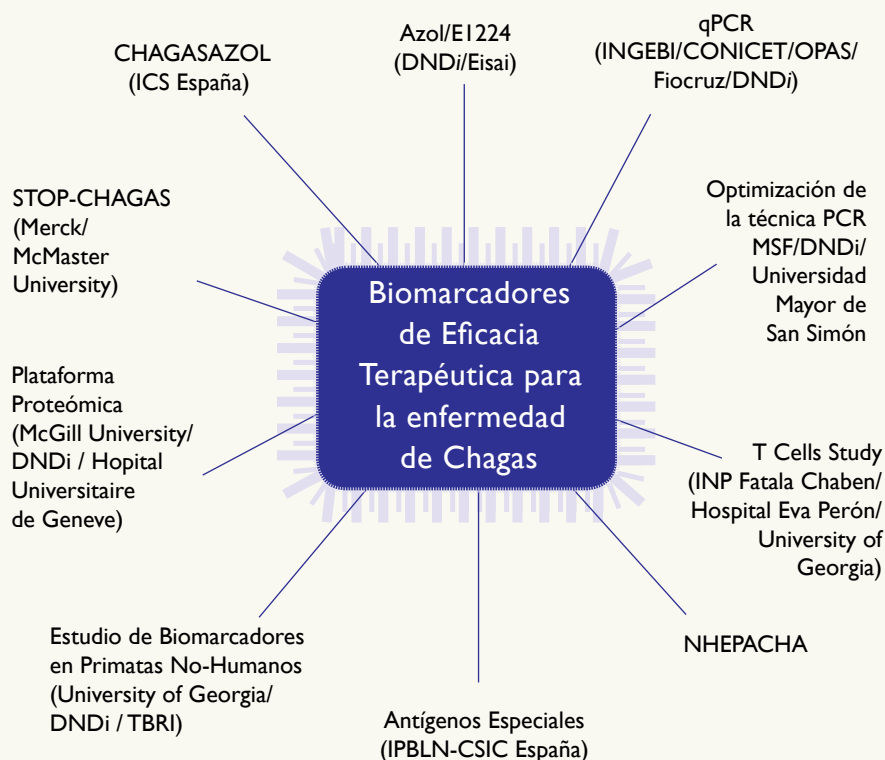 CHAGASAZOL
(ICS España)
Azol/E1224
(DNDi/Eisai)
qPCR
(INGEBI/CONICET/OPAS/
Fiocruz/DNDi)
STOP-CHAGAS
(Merck/
McMaster
University)
Optimización de
la técnica PCR
MSF/DNDi/
Universidad
Mayor de
San Simón
Biomarcadores
de Eficacia
Terapéutica para
la enfermedad
de Chagas
Plataforma
Proteómica
(McGill University/
DNDi / Hopital
Universitaire
de Geneve)
T Cells Study
(INP Fatala Chaben/
Hospital Eva Perón/
University of
Georgia)
Estudio de Biomarcadores
en Primatas No-Humanos
(University of Georgia/
DNDi / TBRI)
Antígenos Especiales
(IPBLN-CSIC España)
NHEPACHA